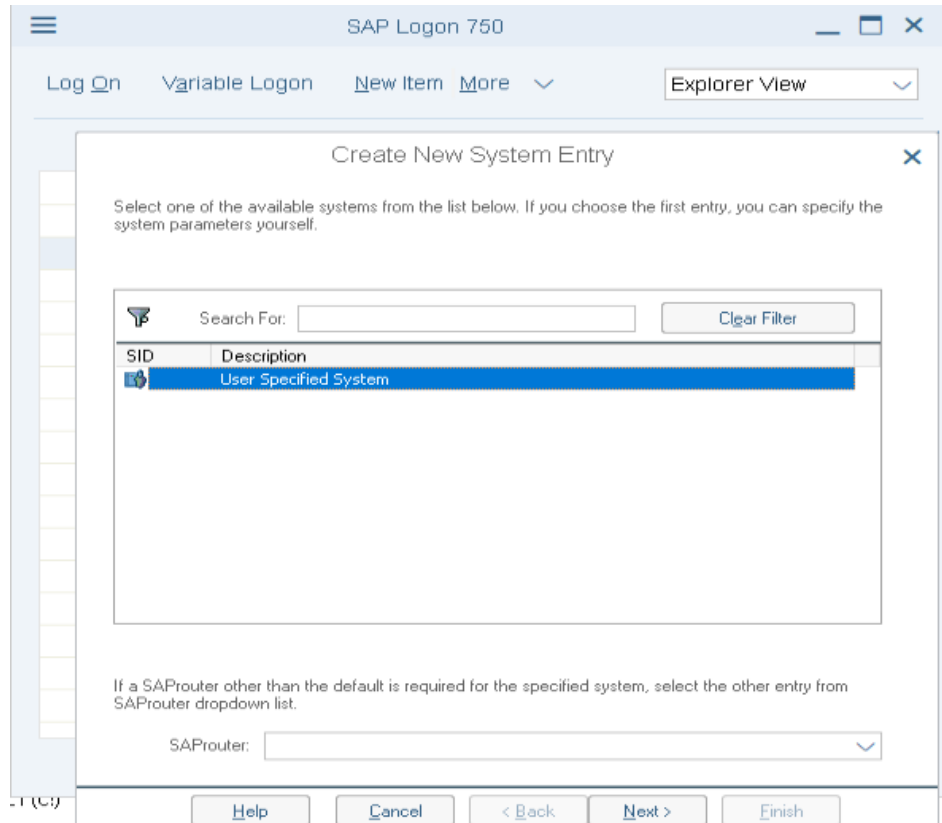 SAP Logon 750
Log On Variable Logon New Item More Explorer View
Create New System Entry
Select one of the available systems from the list below. If you choose the first entry, you can specify the
system parameters yourself.
Search For: Clear Filter
SID Description
User Specified System
If a SAProuter other than the default is required for the specified system, select the other entry from
SAProuter dropdown list.
SAProuter:
Help Cancel < Back Next > Finish